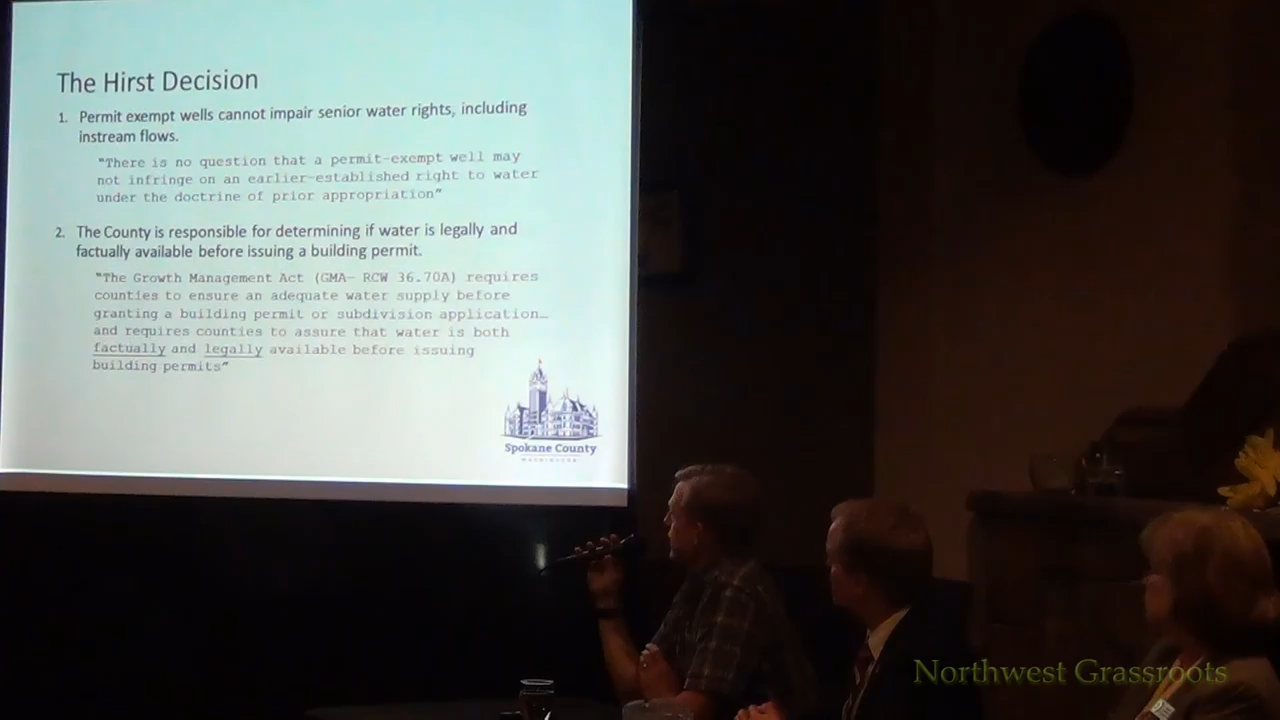 The Hirst Decision
1. Permit exempt wells cannot impair senior water rights, including
instream flows.
"There is no question that a permit-exempt well may
not infringe on an earlier-established right to water
under the doctrine of prior appropriation"
2. The County is responsible for determining if water is legally and
factually available before issuing a building permit.
"The Growth Management Act (GMA- RCW 36.70A) requires
counties to ensure an adequate water supply before
granting a building permit or subdivision application…
and requires counties to assure that water is both
factually and legally available before issuing
building permits"
Spokane County
WASHINGTON
Northwest Grassroots